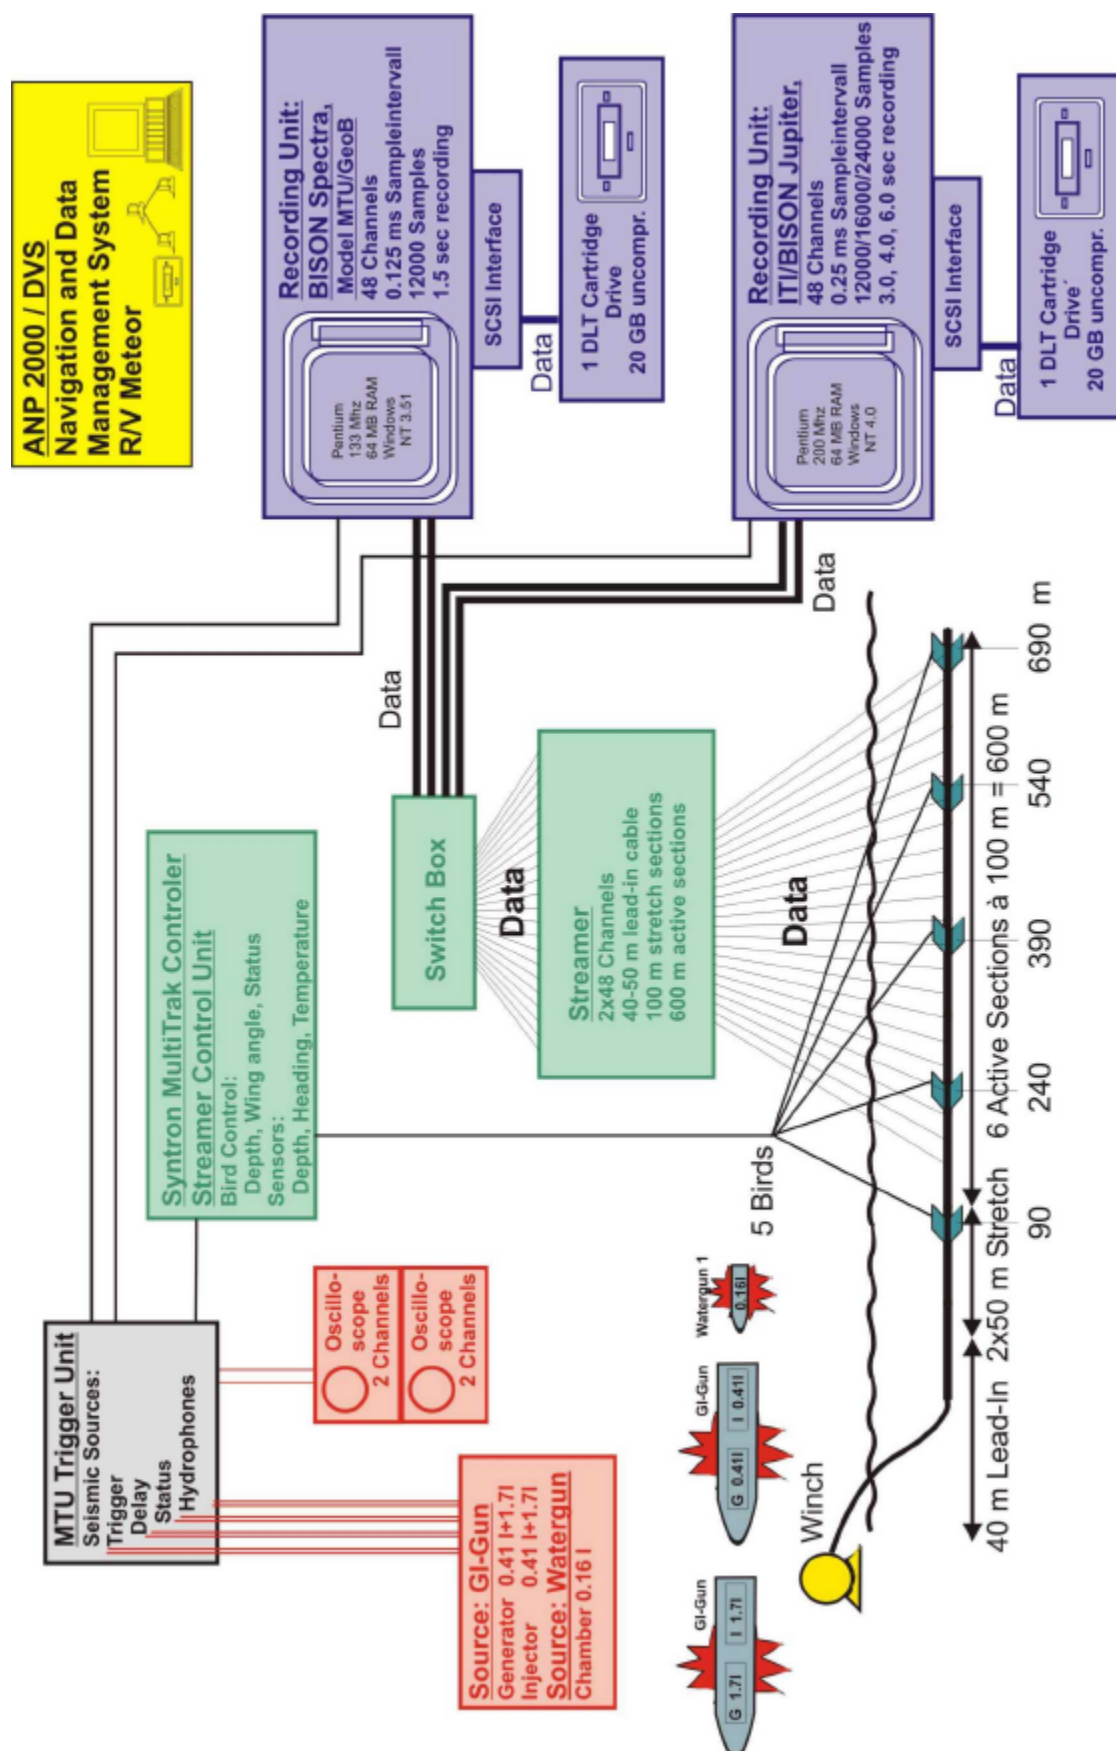 ANP 2000 / DVS
Navigation and Data
Management System
R/V Meteor
MTU Trigger Unit
Seismic Sources:
Trigger
Delay
Status
Hydrophones
Syntron MultiTrak Controler
Streamer Control Unit
Bird Control:
Depth, Wing angle, Status
Sensors:
Depth, Heading, Temperature
Recording Unit:
BISON Spectra,
Model MTU/GeoB
48 Channels
0.125 ms Sampleintervall
12000 Samples
1.5 sec recording
Pentium
133 Mhz
64 MB RAM
Windows
NT 3.51
SCSI Interface
Data
1 DLT Cartridge
Drive
20 GB uncompr.
Oscillo-
scope
2 Channels
Oscillo-
scope
2 Channels
Switch Box
Data
Data
Source: GI-Gun
Generator 0.41 l+1.7l
Injector 0.41 l+1.7l
Source: Watergun
Chamber 0.16 l
Streamer
2x48 Channels
40-50 m lead-in cable
100 m stretch sections
600 m active sections
Data
Data
Recording Unit:
ITI/BISON Jupiter,
48 Channels
0.25 ms Sampleintervall
12000/16000/24000 Samples
3.0, 4.0, 6.0 sec recording
Pentium
200 Mhz
64 MB RAM
Windows
NT 4.0
SCSI Interface
Data
1 DLT Cartridge
Drive´
20 GB uncompr.
GI-Gun
G 1.7l
I 1.7l
GI-Gun
G 0.41l
I 0.41l
Watergun 1
0.16l
5 Birds
Winch
40 m Lead-In 2x50 m Stretch 6 Active Sections à 100 m = 600 m
90 240 390 540 690 m